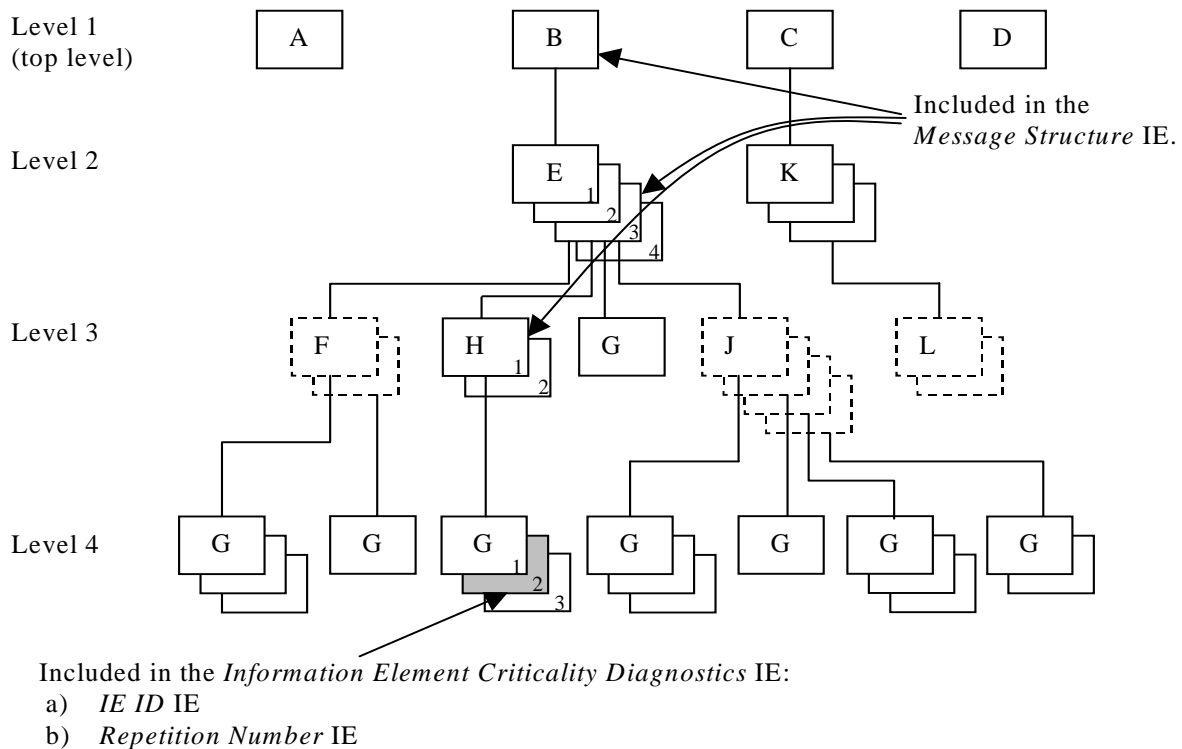 Level 1
(top level)
A
B
C
D
Included in the
Message Structure IE.
Level 2
E
1
2
3
4
K
Level 3
F
H
1
2
G
J
L
Level 4
G
G
G
1
2
3
G
G
G
G
Included in the Information Element Criticality Diagnostics IE:
a) IE ID IE
b) Repetition Number IE